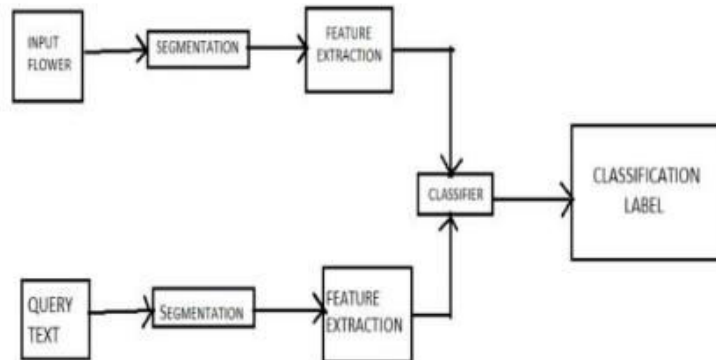 INPUT
FLOWER
SEGMENTATION
FEATURE
EXTRACTION
CLASSIFIER
CLASSIFICATION
LABEL
QUERY
TEXT
SEGMENTATION
FEATURE
EXTRACTION